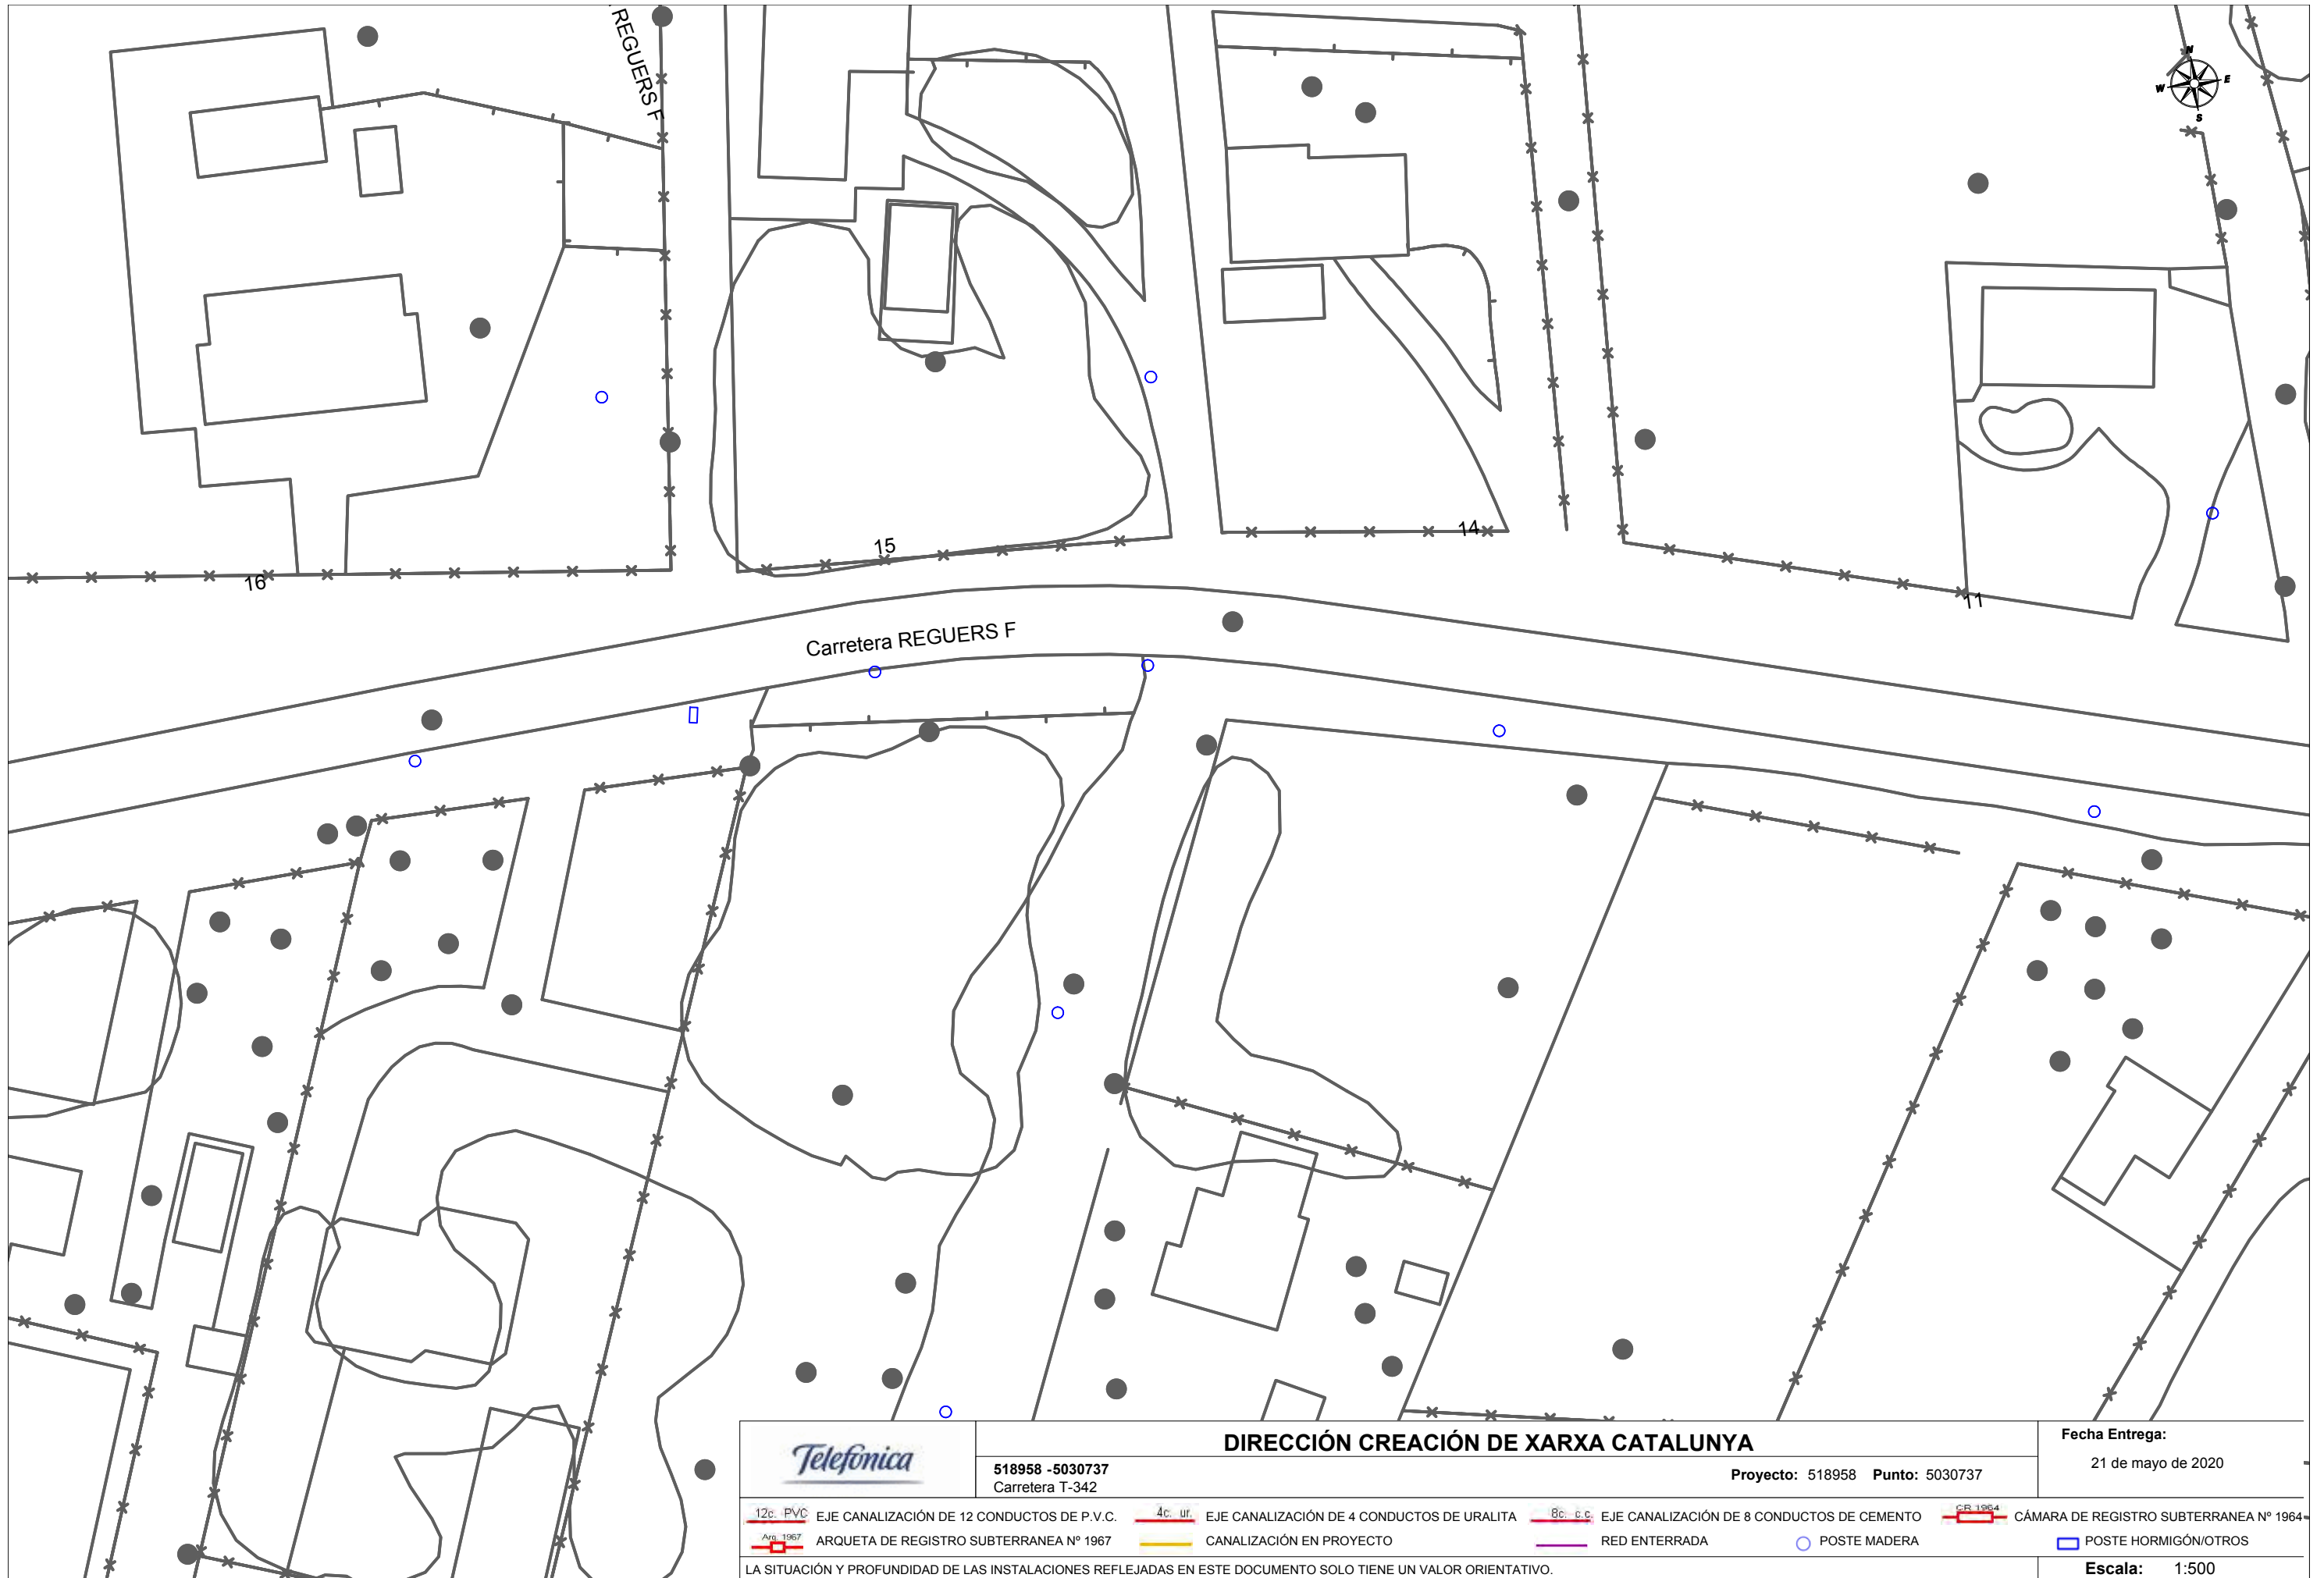 REGUERS F
N
W E
S
15
14
16
11
Carretera REGUERS F
Telefónica
DIRECCIÓN CREACIÓN DE XARXA CATALUNYA
518958 -5030737
Carretera T-342
Proyecto: 518958 Punto: 5030737
Fecha Entrega:
21 de mayo de 2020
12c. PVC EJE CANALIZACIÓN DE 12 CONDUCTOS DE P.V.C. 4c. ur. EJE CANALIZACIÓN DE 4 CONDUCTOS DE URALITA 8c. c.c. EJE CANALIZACIÓN DE 8 CONDUCTOS DE CEMENTO CR 1964 CÁMARA DE REGISTRO SUBTERRANEA Nº 1964
Arq. 1967 ARQUETA DE REGISTRO SUBTERRANEA Nº 1967 CANALIZACIÓN EN PROYECTO RED ENTERRADA POSTE MADERA POSTE HORMIGÓN/OTROS
LA SITUACIÓN Y PROFUNDIDAD DE LAS INSTALACIONES REFLEJADAS EN ESTE DOCUMENTO SOLO TIENE UN VALOR ORIENTATIVO.
Escala: 1:500